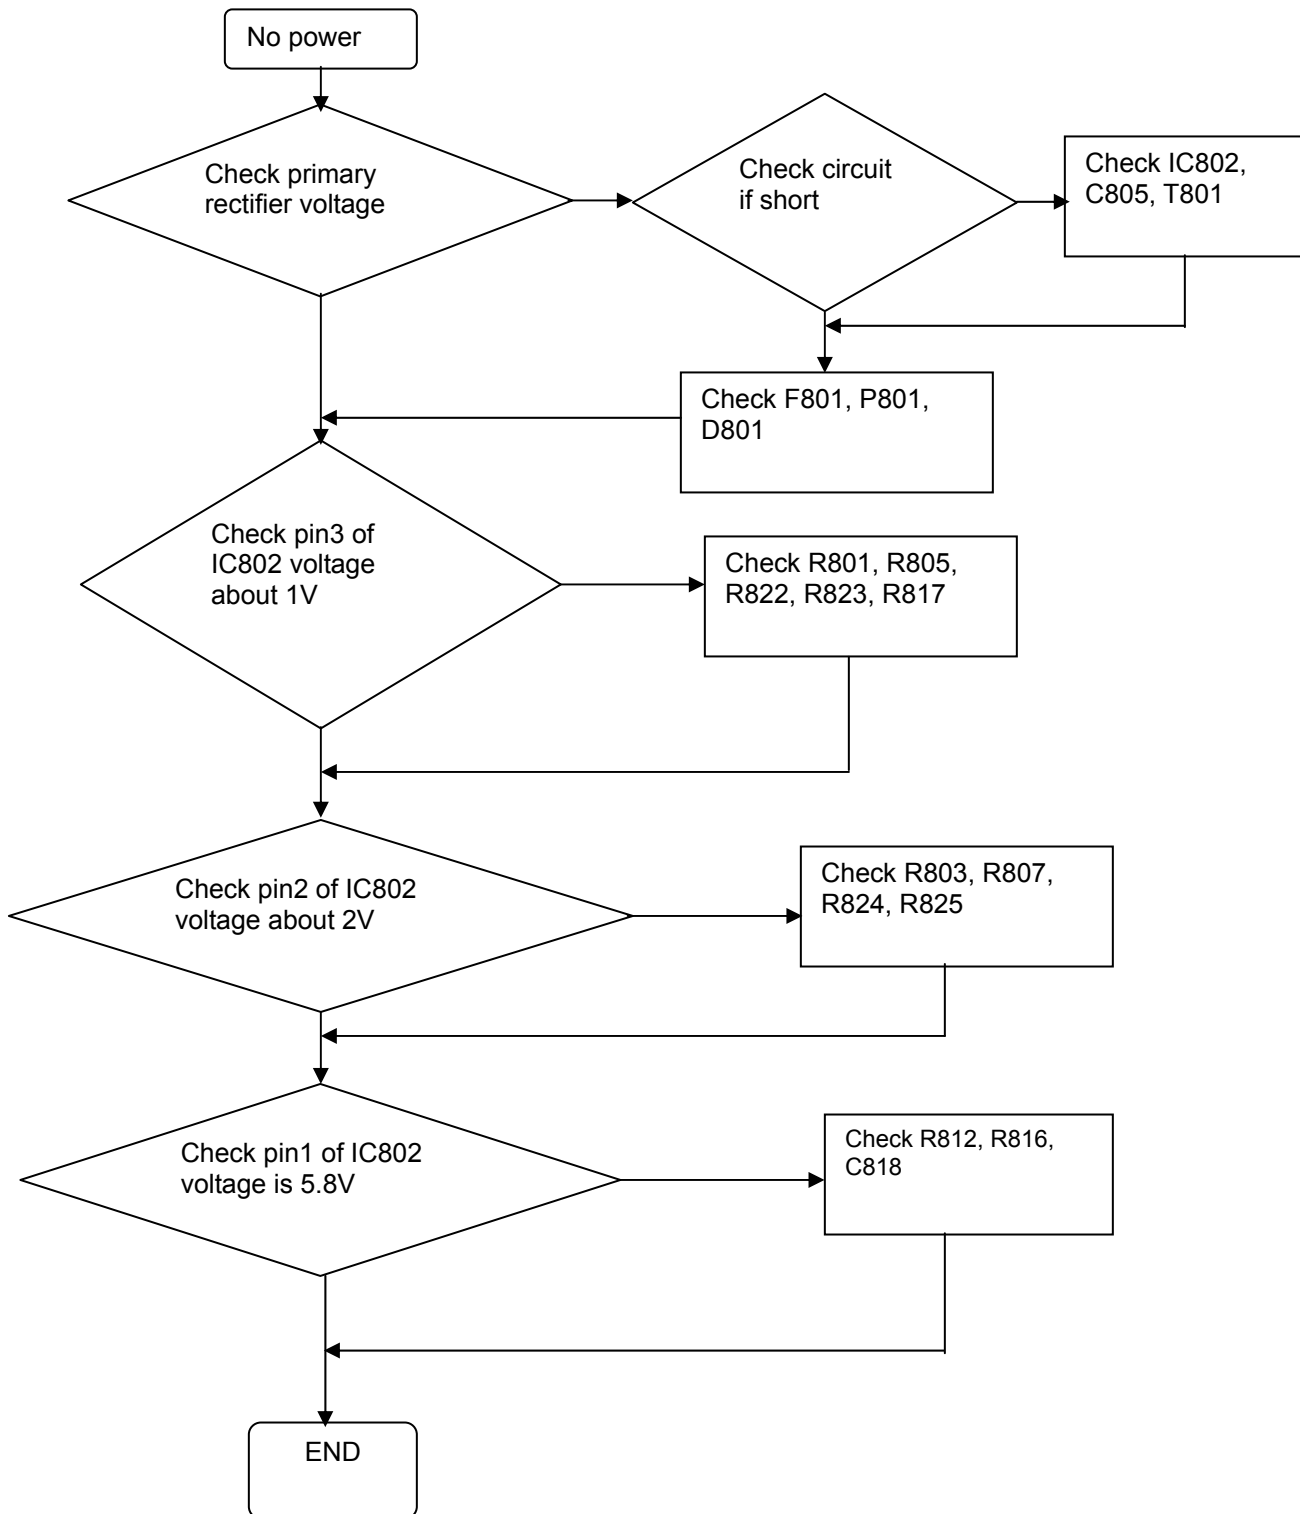 No power
Check primary
rectifier voltage
Check circuit
if short
Check IC802,
C805, T801
Check F801, P801,
D801
Check pin3 of
IC802 voltage
about 1V
Check R801, R805,
R822, R823, R817
Check pin2 of IC802
voltage about 2V
Check R803, R807,
R824, R825
Check pin1 of IC802
voltage is 5.8V
Check R812, R816,
C818
END